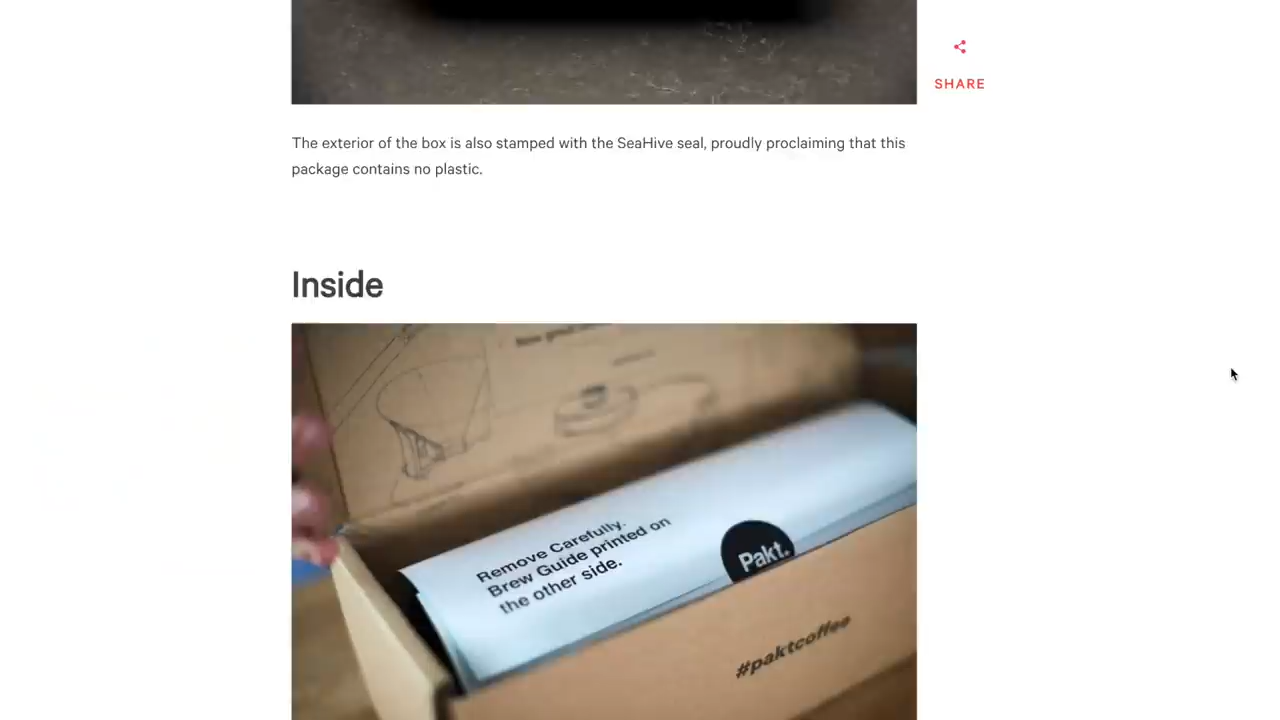 SHARE
The exterior of the box is also stamped with the SeaHive seal, proudly proclaiming that this
package contains no plastic.
Inside
Remove Carefully.
Brew Guide printed on
the other side.
Pakt.
#paktcoffee